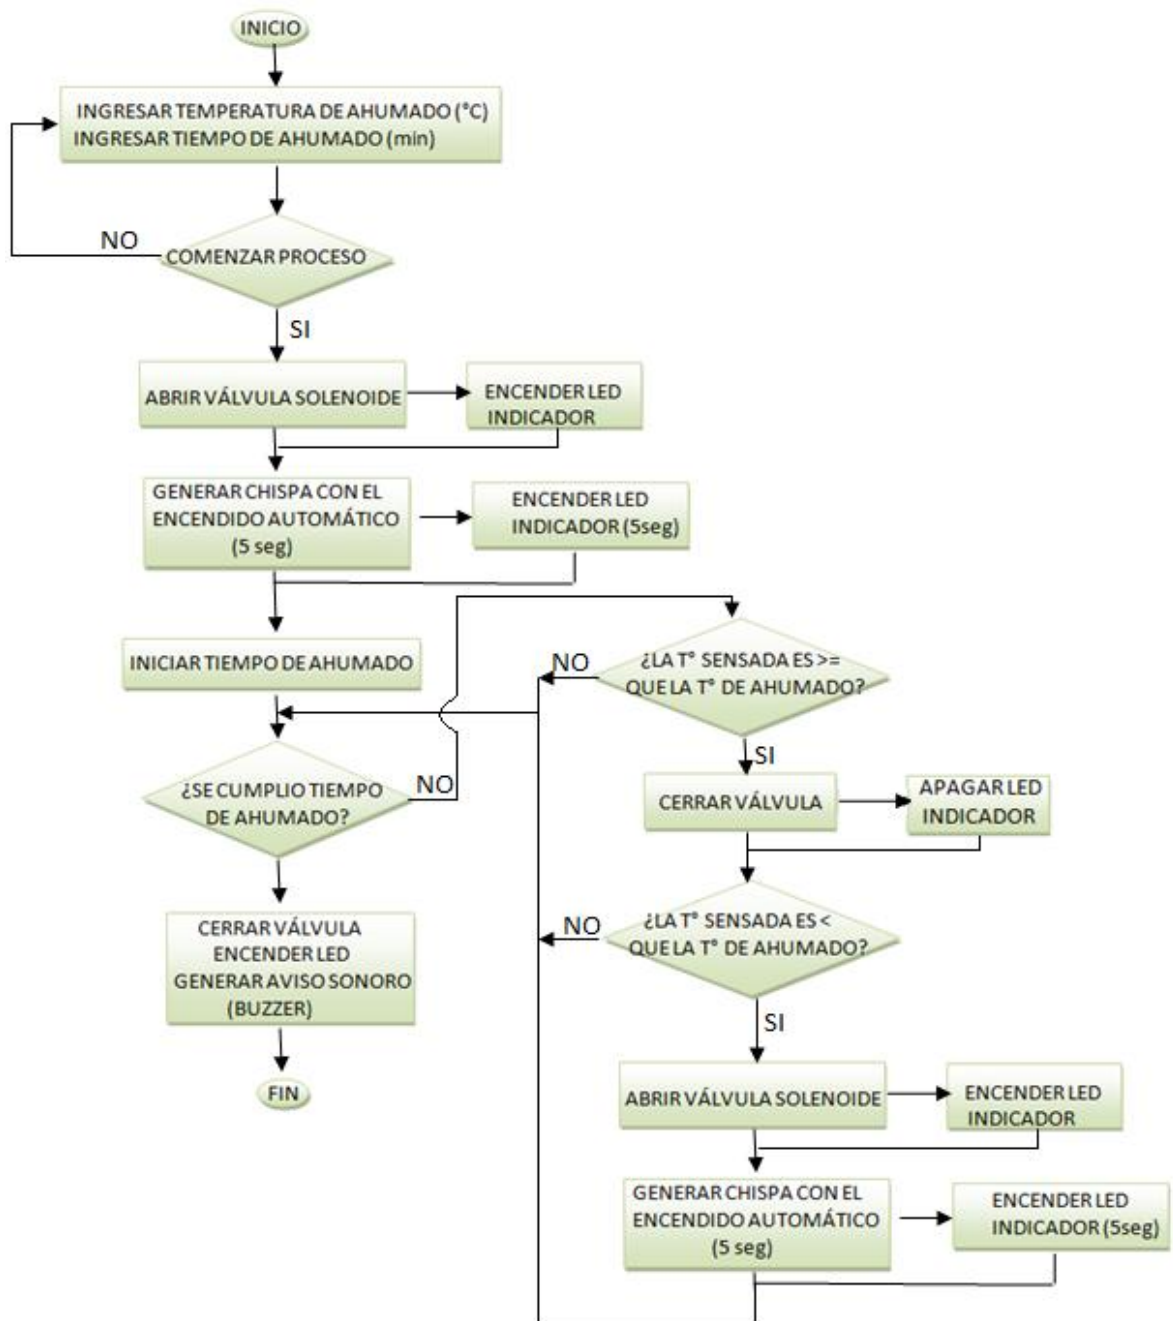 INICIO
INGRESAR TEMPERATURA DE AHUMADO (°C)
INGRESAR TIEMPO DE AHUMADO (min)
NO
COMENZAR PROCESO
SI
ABRIR VÁLVULA SOLENOIDE
ENCENDER LED
INDICADOR
GENERAR CHISPA CON EL
ENCENDIDO AUTOMÁTICO
(5 seg)
ENCENDER LED
INDICADOR (5seg)
INICIAR TIEMPO DE AHUMADO
¿SE CUMPLIO TIEMPO
DE AHUMADO?
NO
CERRAR VÁLVULA
ENCENDER LED
GENERAR AVISO SONORO
(BUZZER)
FIN
¿LA T° SENSADA ES >=
QUE LA T° DE AHUMADO?
NO
SI
CERRAR VÁLVULA
APAGAR LED
INDICADOR
¿LA T° SENSADA ES <
QUE LA T° DE AHUMADO?
NO
SI
ABRIR VÁLVULA SOLENOIDE
ENCENDER LED
INDICADOR
GENERAR CHISPA CON EL
ENCENDIDO AUTOMÁTICO
(5 seg)
ENCENDER LED
INDICADOR (5seg)